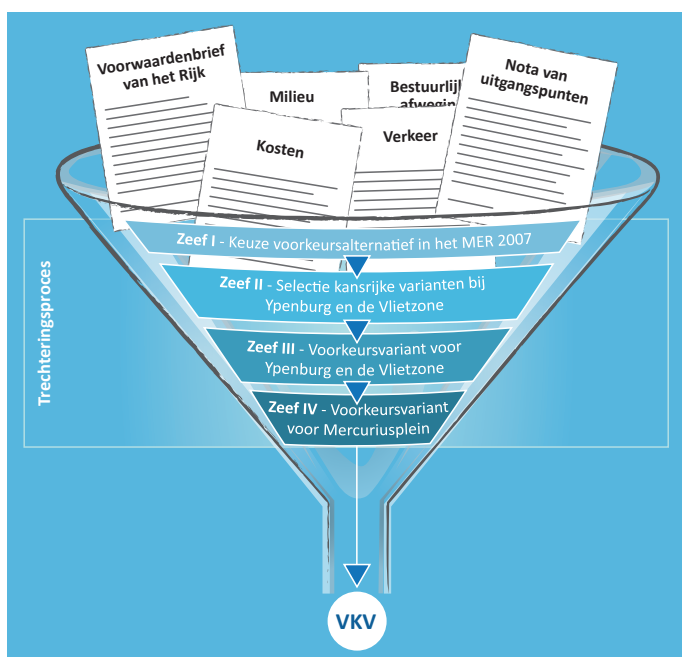 Voorwaardenbrief
van het Rijk
Milieu
Bestuurlij
afwegin
Nota van
uitgangspunten
Kosten
Verkeer
Trechteringsproces
Zeef I - Keuze voorkeursalternatief in het MER 2007
Zeef II - Selectie kansrijke varianten bij
Ypenburg en de Vlietzone
Zeef III - Voorkeursvariant voor
Ypenburg en de Vlietzone
Zeef IV - Voorkeursvariant
voor Mercuriusplein
VKV